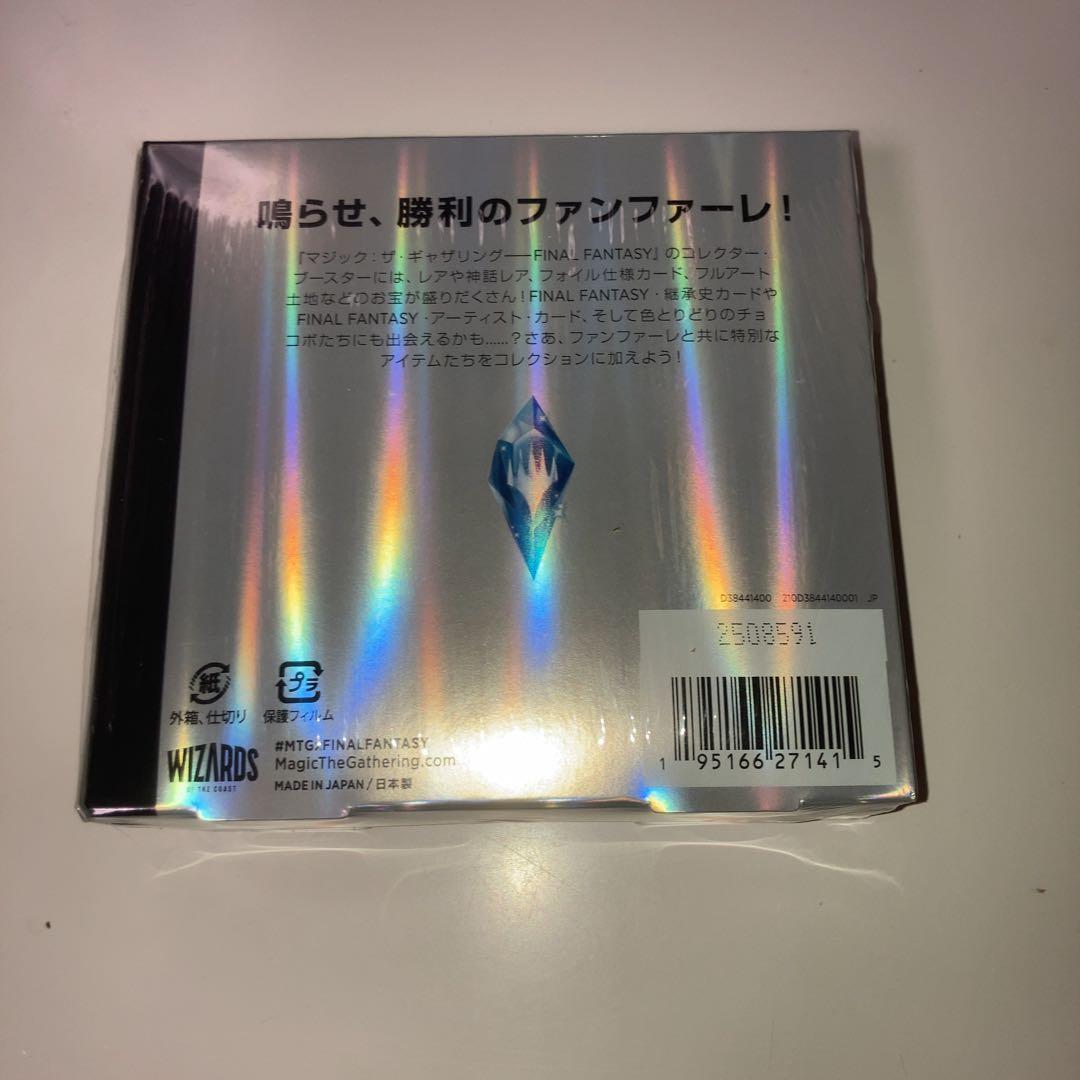 鳴らせ、勝利のファンファーレ!
『マジック:ザ・ギャザリング——FINAL FANTASY』のコレクター・
ブースターには、レアや神話レア、フォイル仕様カード、フルアート
土地などのお宝が盛りだくさん!FINAL FANTASY・継承史カードや
FINAL FANTASY・アーティスト・カード、そして色とりどりのチョ
コボたちにも出会えるかも……?さあ、ファンファーレと共に特別な
アイテムたちをコレクションに加えよう!
D38441400 210D3844140001 JP
2508591
紙
プラ
外箱、仕切り
保護フィルム
WIZARDS
OF THE COAST
#MTGxFINALFANTASY
MagicTheGathering.com
MADE IN JAPAN / 日本製
1 95166 27141 5